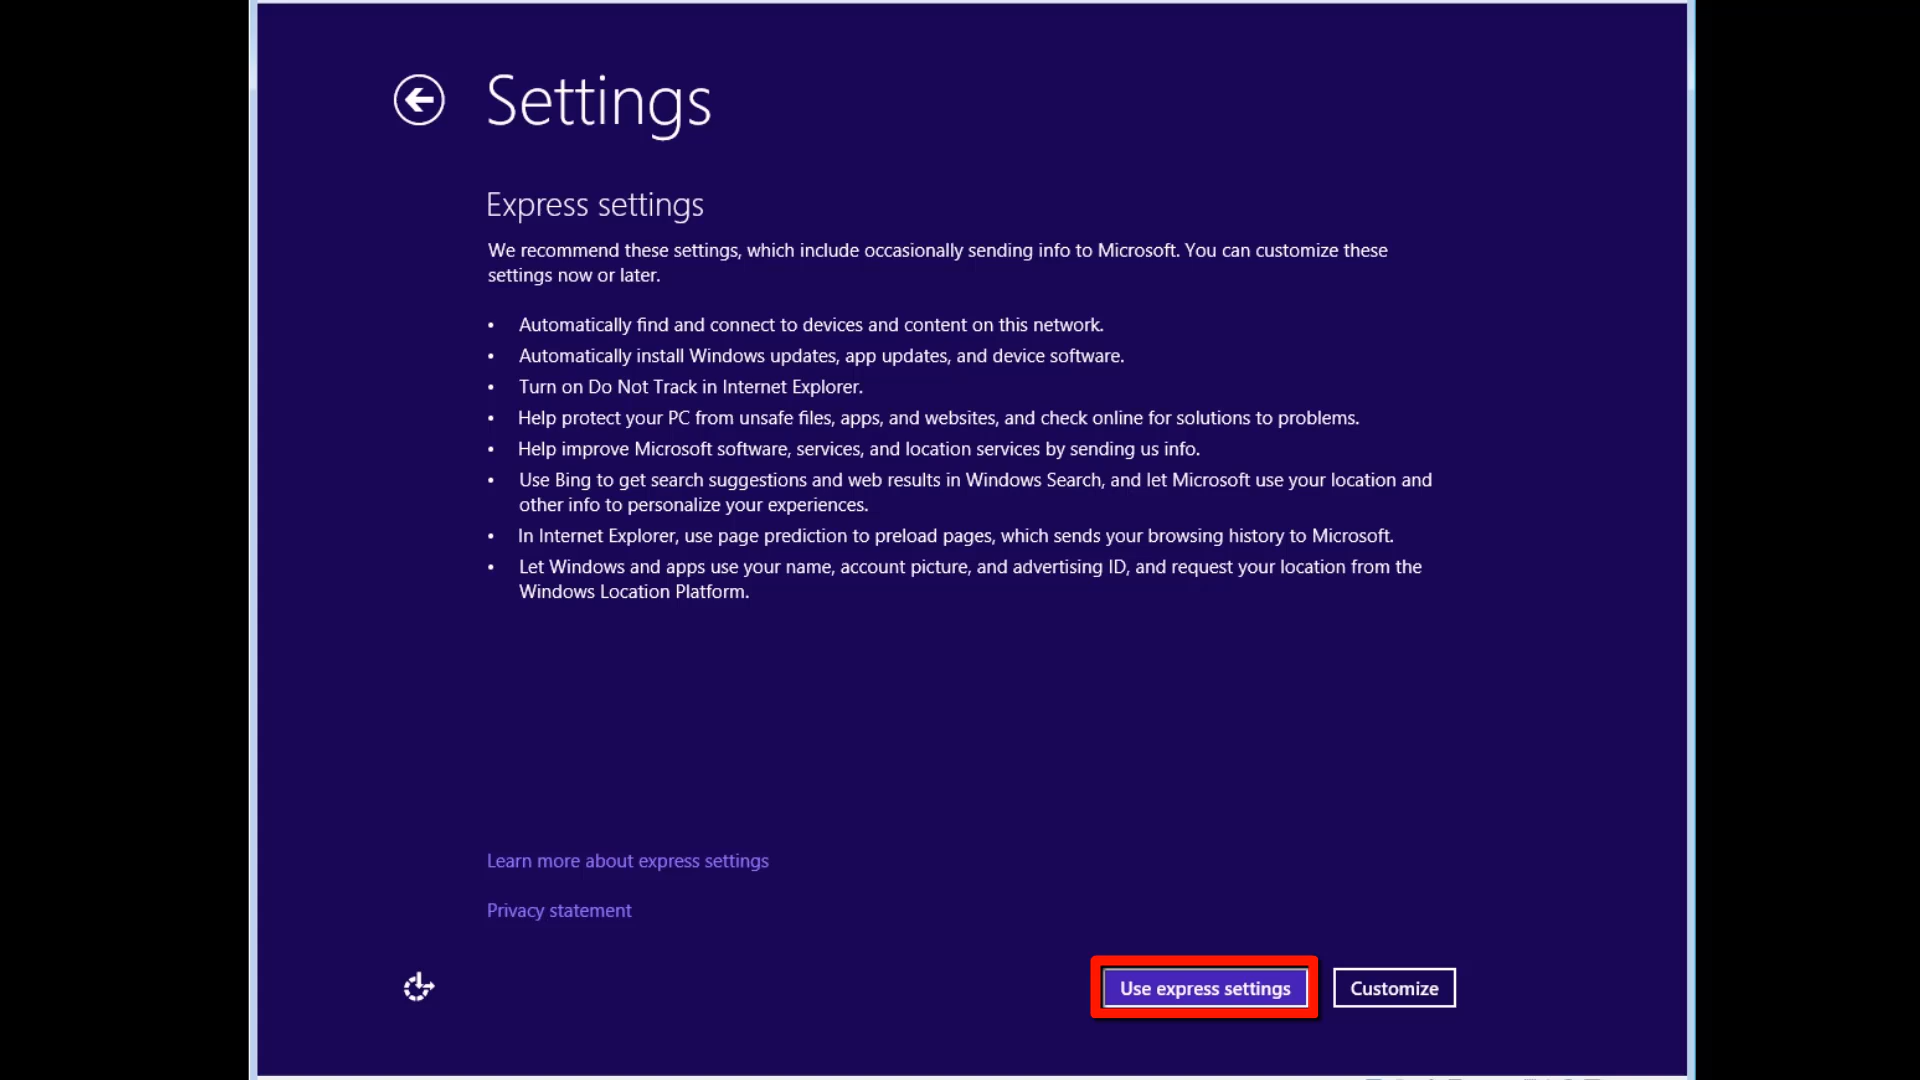 Settings
Express settings
We recommend these settings, which include occasionally sending info to Microsoft. You can customize these
settings now or later.
• Automatically find and connect to devices and content on this network.
• Automatically install Windows updates, app updates, and device software.
• Turn on Do Not Track in Internet Explorer.
• Help protect your PC from unsafe files, apps, and websites, and check online for solutions to problems.
• Help improve Microsoft software, services, and location services by sending us info.
• Use Bing to get search suggestions and web results in Windows Search, and let Microsoft use your location and
other info to personalize your experiences.
• In Internet Explorer, use page prediction to preload pages, which sends your browsing history to Microsoft.
• Let Windows and apps use your name, account picture, and advertising ID, and request your location from the
Windows Location Platform.
Learn more about express settings
Privacy statement
Use express settings
Customize